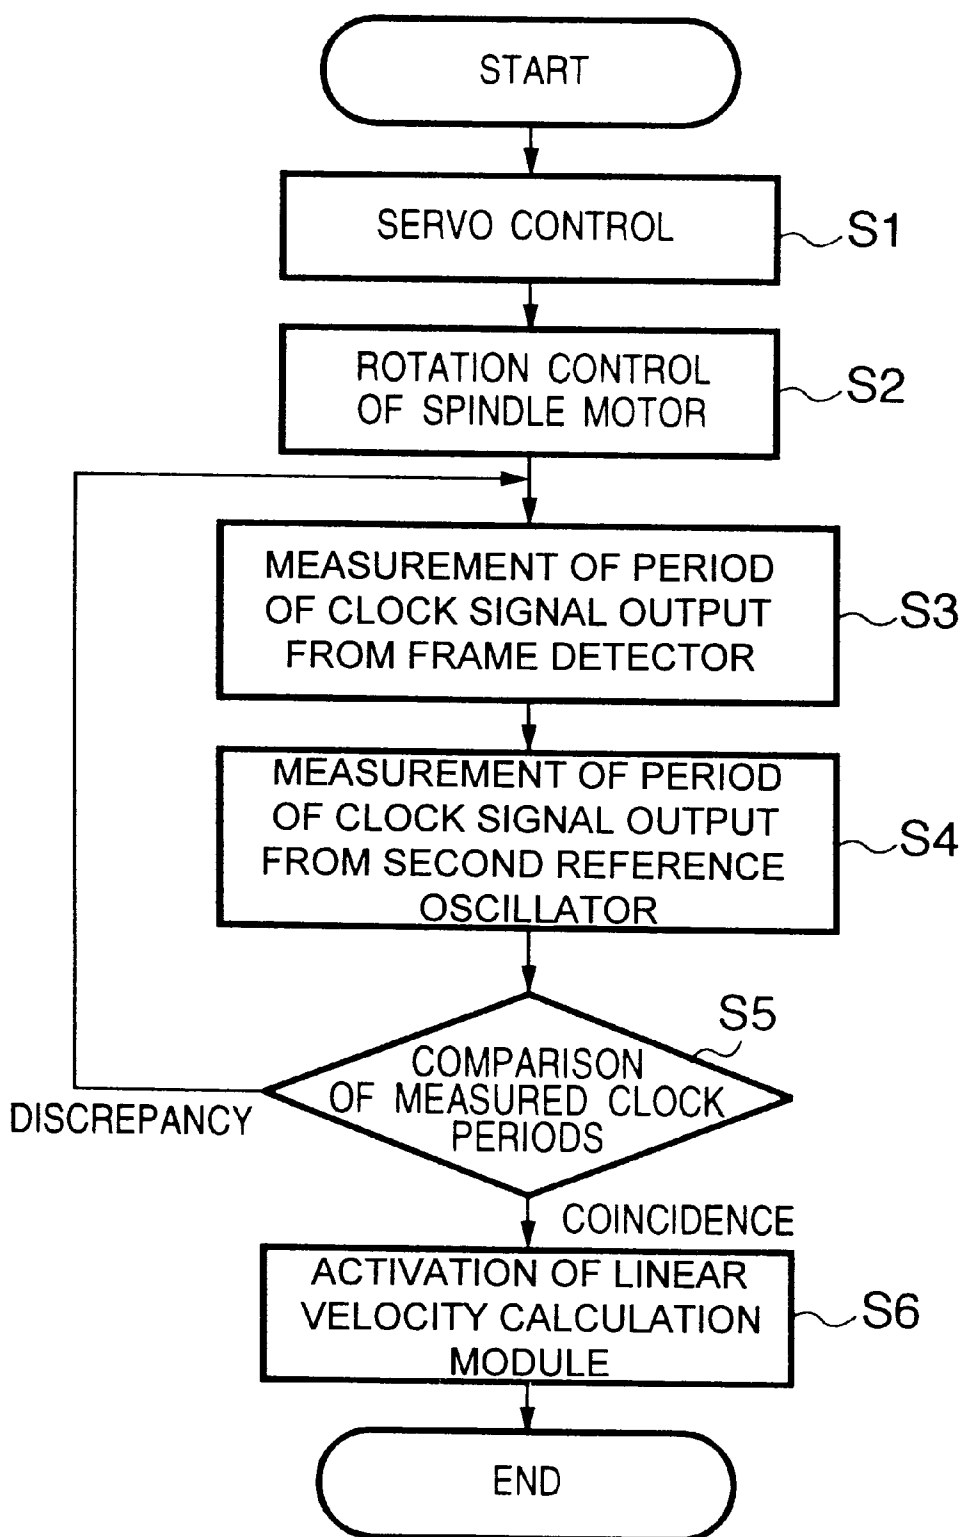 START
SERVO CONTROL
S1
ROTATION CONTROL
OF SPINDLE MOTOR
S2
MEASUREMENT OF PERIOD
OF CLOCK SIGNAL OUTPUT
FROM FRAME DETECTOR
S3
MEASUREMENT OF PERIOD
OF CLOCK SIGNAL OUTPUT
FROM SECOND REFERENCE
OSCILLATOR
S4
S5
COMPARISON
OF MEASURED CLOCK
PERIODS
DISCREPANCY
COINCIDENCE
ACTIVATION OF LINEAR
VELOCITY CALCULATION
MODULE
S6
END